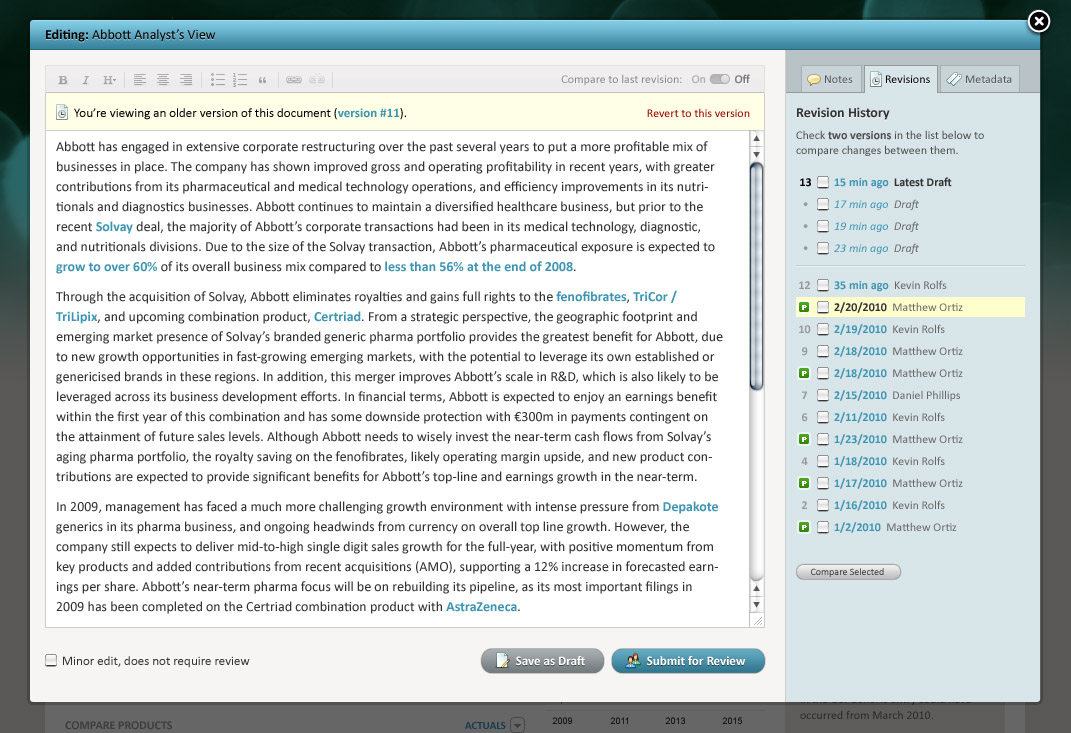 Editing: Abbott Analyst's View
B I H
“
Compare to last revision: On Off
You're viewing an older version of this document (version #11).
Revert to this version
Abbott has engaged in extensive corporate restructuring over the past several years to put a more profitable mix of
businesses in place. The company has shown improved gross and operating profitability in recent years, with greater
contributions from its pharmaceutical and medical technology operations, and efficiency improvements in its nutri-
tionals and diagnostics businesses. Abbott continues to maintain a diversified healthcare business, but prior to the
recent Solvay deal, the majority of Abbott's corporate transactions had been in its medical technology, diagnostic,
and nutritionals divisions. Due to the size of the Solvay transaction, Abbott's pharmaceutical exposure is expected to
grow to over 60% of its overall business mix compared to less than 56% at the end of 2008.
Through the acquisition of Solvay, Abbott eliminates royalties and gains full rights to the fenofibrates, TriCor /
TriLipix, and upcoming combination product, Certriad. From a strategic perspective, the geographic footprint and
emerging market presence of Solvay's branded generic pharma portfolio provides the greatest benefit for Abbott, due
to new growth opportunities in fast-growing emerging markets, with the potential to leverage its own established or
genericised brands in these regions. In addition, this merger improves Abbott's scale in R&D, which is also likely to be
leveraged across its business development efforts. In financial terms, Abbott is expected to enjoy an earnings benefit
within the first year of this combination and has some downside protection with €300m in payments contingent on
the attainment of future sales levels. Although Abbott needs to wisely invest the near-term cash flows from Solvay's
aging pharma portfolio, the royalty saving on the fenofibrates, likely operating margin upside, and new product con-
tributions are expected to provide significant benefits for Abbott's top-line and earnings growth in the near-term.
In 2009, management has faced a much more challenging growth environment with intense pressure from Depakote
generics in its pharma business, and ongoing headwinds from currency on overall top line growth. However, the
company still expects to deliver mid-to-high single digit sales growth for the full-year, with positive momentum from
key products and added contributions from recent acquisitions (AMO), supporting a 12% increase in forecasted earn-
ings per share. Abbott's near-term pharma focus will be on rebuilding its pipeline, as its most important filings in
2009 has been completed on the Certriad combination product with AstraZeneca.
Minor edit, does not require review
Save as Draft
Submit for Review
Notes
Revisions
Metadata
Revision History
Check two versions in the list below to
compare changes between them.
13 15 min ago Latest Draft
• 17 min ago Draft
• 19 min ago Draft
• 23 min ago Draft
12 35 min ago Kevin Rolfs
P 2/20/2010 Matthew Ortiz
10 2/19/2010 Kevin Rolfs
9 2/18/2010 Matthew Ortiz
P 2/18/2010 Matthew Ortiz
7 2/15/2010 Daniel Phillips
6 2/11/2010 Kevin Rolfs
P 1/23/2010 Matthew Ortiz
4 1/18/2010 Kevin Rolfs
P 1/17/2010 Matthew Ortiz
2 1/16/2010 Kevin Rolfs
P 1/2/2010 Matthew Ortiz
Compare Selected
COMPARE PRODUCTS
ACTUALS
2009 2011 2013 2015
occurred from March 2010.